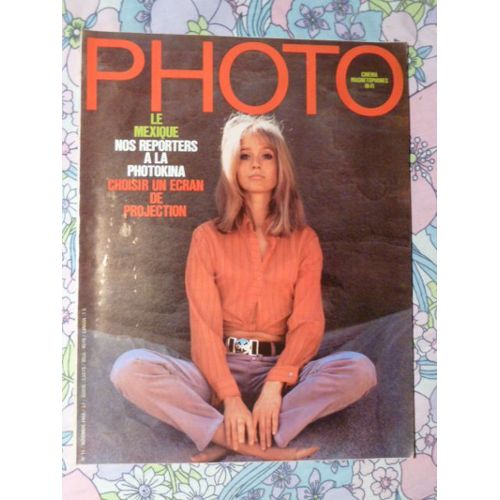 PHOTO
CINEMA
MAGNETOPHONES
HI-FI
LE
MEXIQUE
NOS REPORTERS
A LA
PHOTOKINA
CHOISIR UN ECRAN
DE
PROJECTION